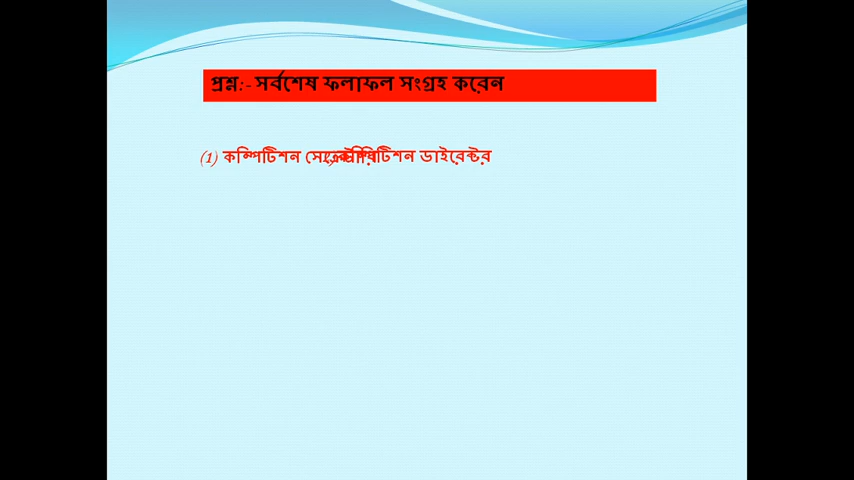 প্রশ্ন:- সর্বশেষ ফলাফল সংগ্রহ করেন
(1) কম্পিটিশন ডাইরেক্টর